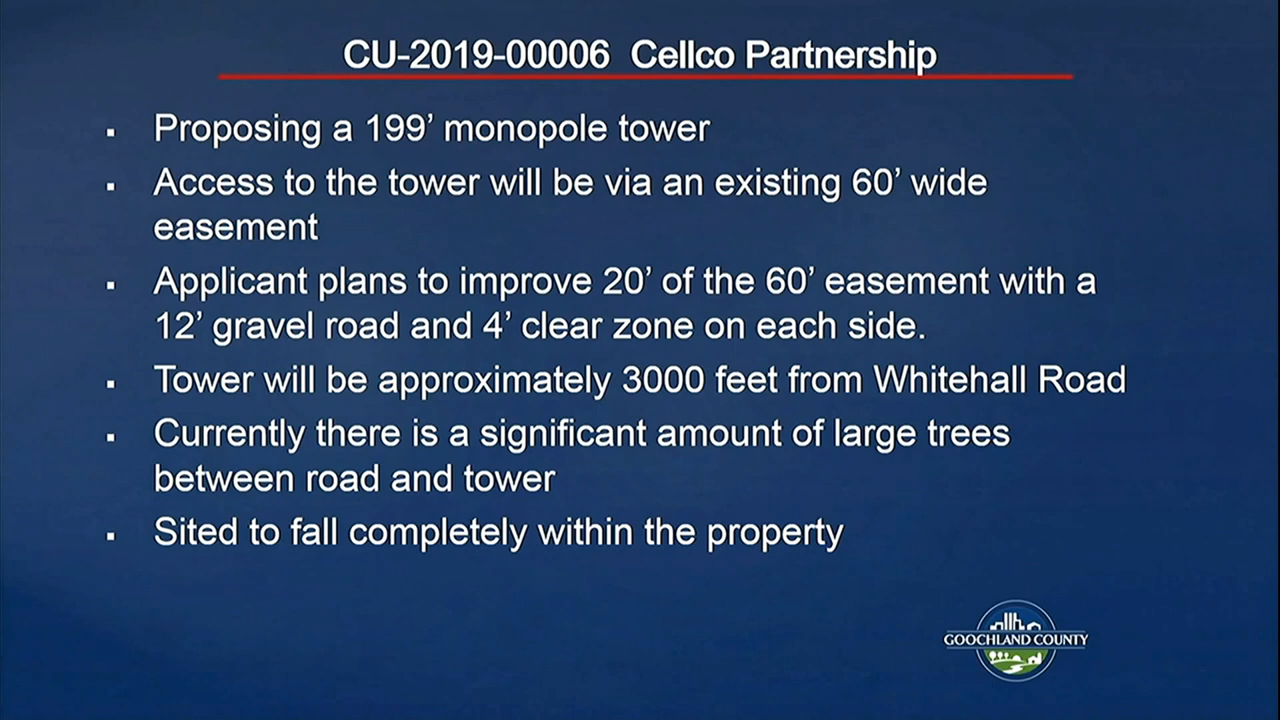 CU-2019-00006 Cellco Partnership
▪ Proposing a 199’ monopole tower
▪ Access to the tower will be via an existing 60’ wide
easement
▪ Applicant plans to improve 20’ of the 60’ easement with a
12’ gravel road and 4’ clear zone on each side.
▪ Tower will be approximately 3000 feet from Whitehall Road
▪ Currently there is a significant amount of large trees
between road and tower
▪ Sited to fall completely within the property
GOOCHLAND COUNTY